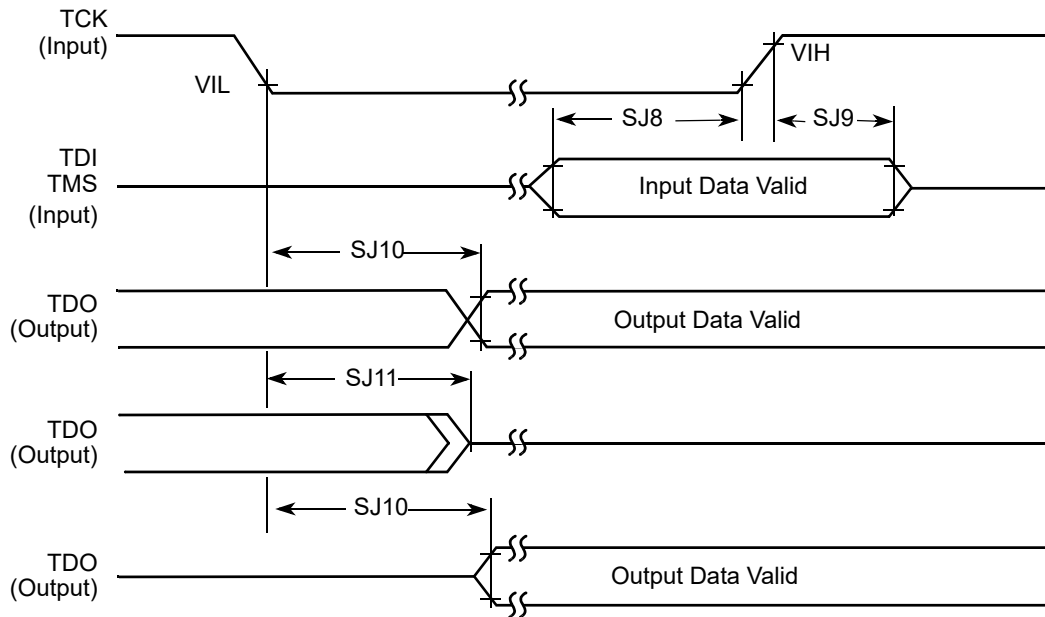 TCK
(Input)
VIL
VIH
SJ8
SJ9
TDI
TMS
(Input)
Input Data Valid
SJ10
TDO
(Output)
Output Data Valid
SJ11
TDO
(Output)
SJ10
TDO
(Output)
Output Data Valid